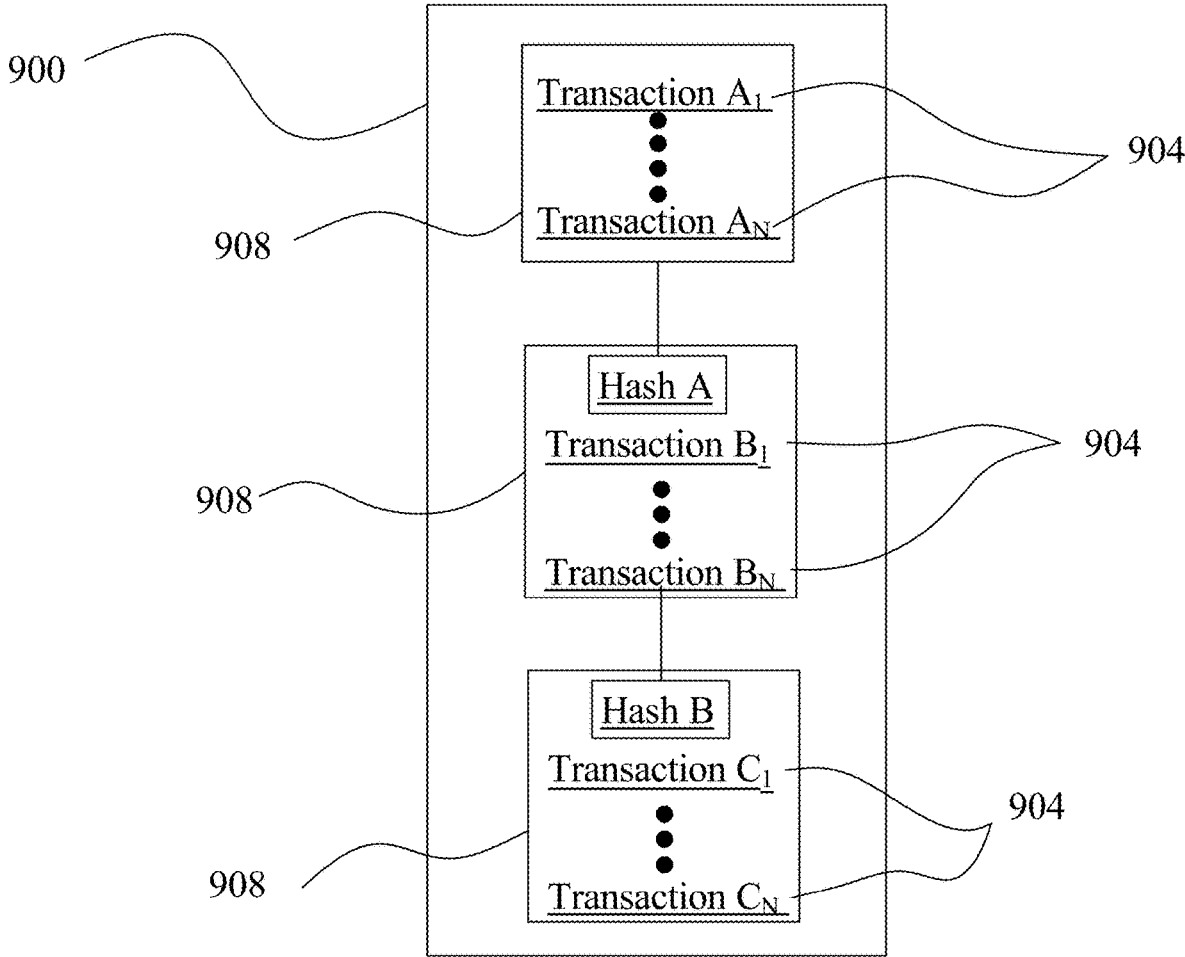 900
Transaction A₁
904
Transaction Aₙ
908
Hash A
Transaction B₁
904
908
Transaction Bₙ
Hash B
Transaction C₁
904
908
Transaction Cₙ